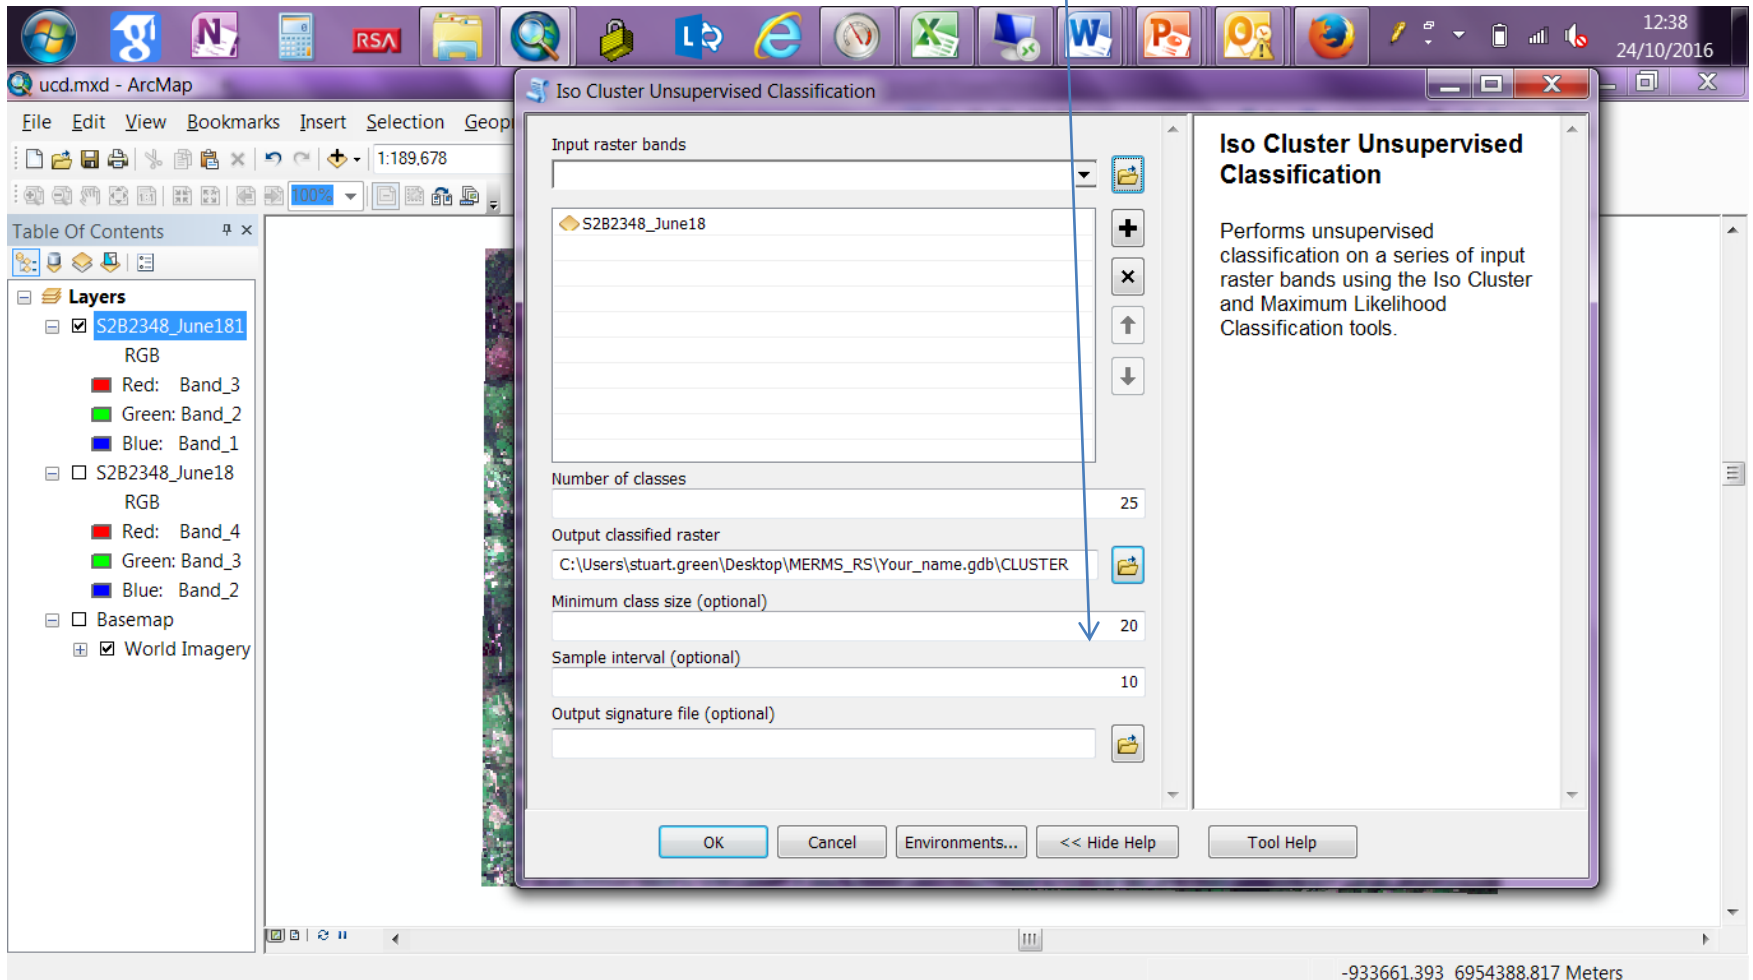 RSA
12:38
24/10/2016
ucd.mxd - ArcMap
File Edit View Bookmarks Insert Selection Geop
1:189,678
100%
Table Of Contents
Layers
S2B2348_June181
RGB
Red: Band_3
Green: Band_2
Blue: Band_1
S2B2348_June18
RGB
Red: Band_4
Green: Band_3
Blue: Band_2
Basemap
World Imagery
Iso Cluster Unsupervised Classification
Input raster bands
S2B2348_June18
Number of classes
25
Output classified raster
C:\Users\stuart.green\Desktop\MERMS_RS\Your_name.gdb\CLUSTER
Minimum class size (optional)
20
Sample interval (optional)
10
Output signature file (optional)
OK Cancel Environments... << Hide Help Tool Help
Iso Cluster Unsupervised
Classification
Performs unsupervised
classification on a series of input
raster bands using the Iso Cluster
and Maximum Likelihood
Classification tools.
-933661.393 6954388.817 Meters